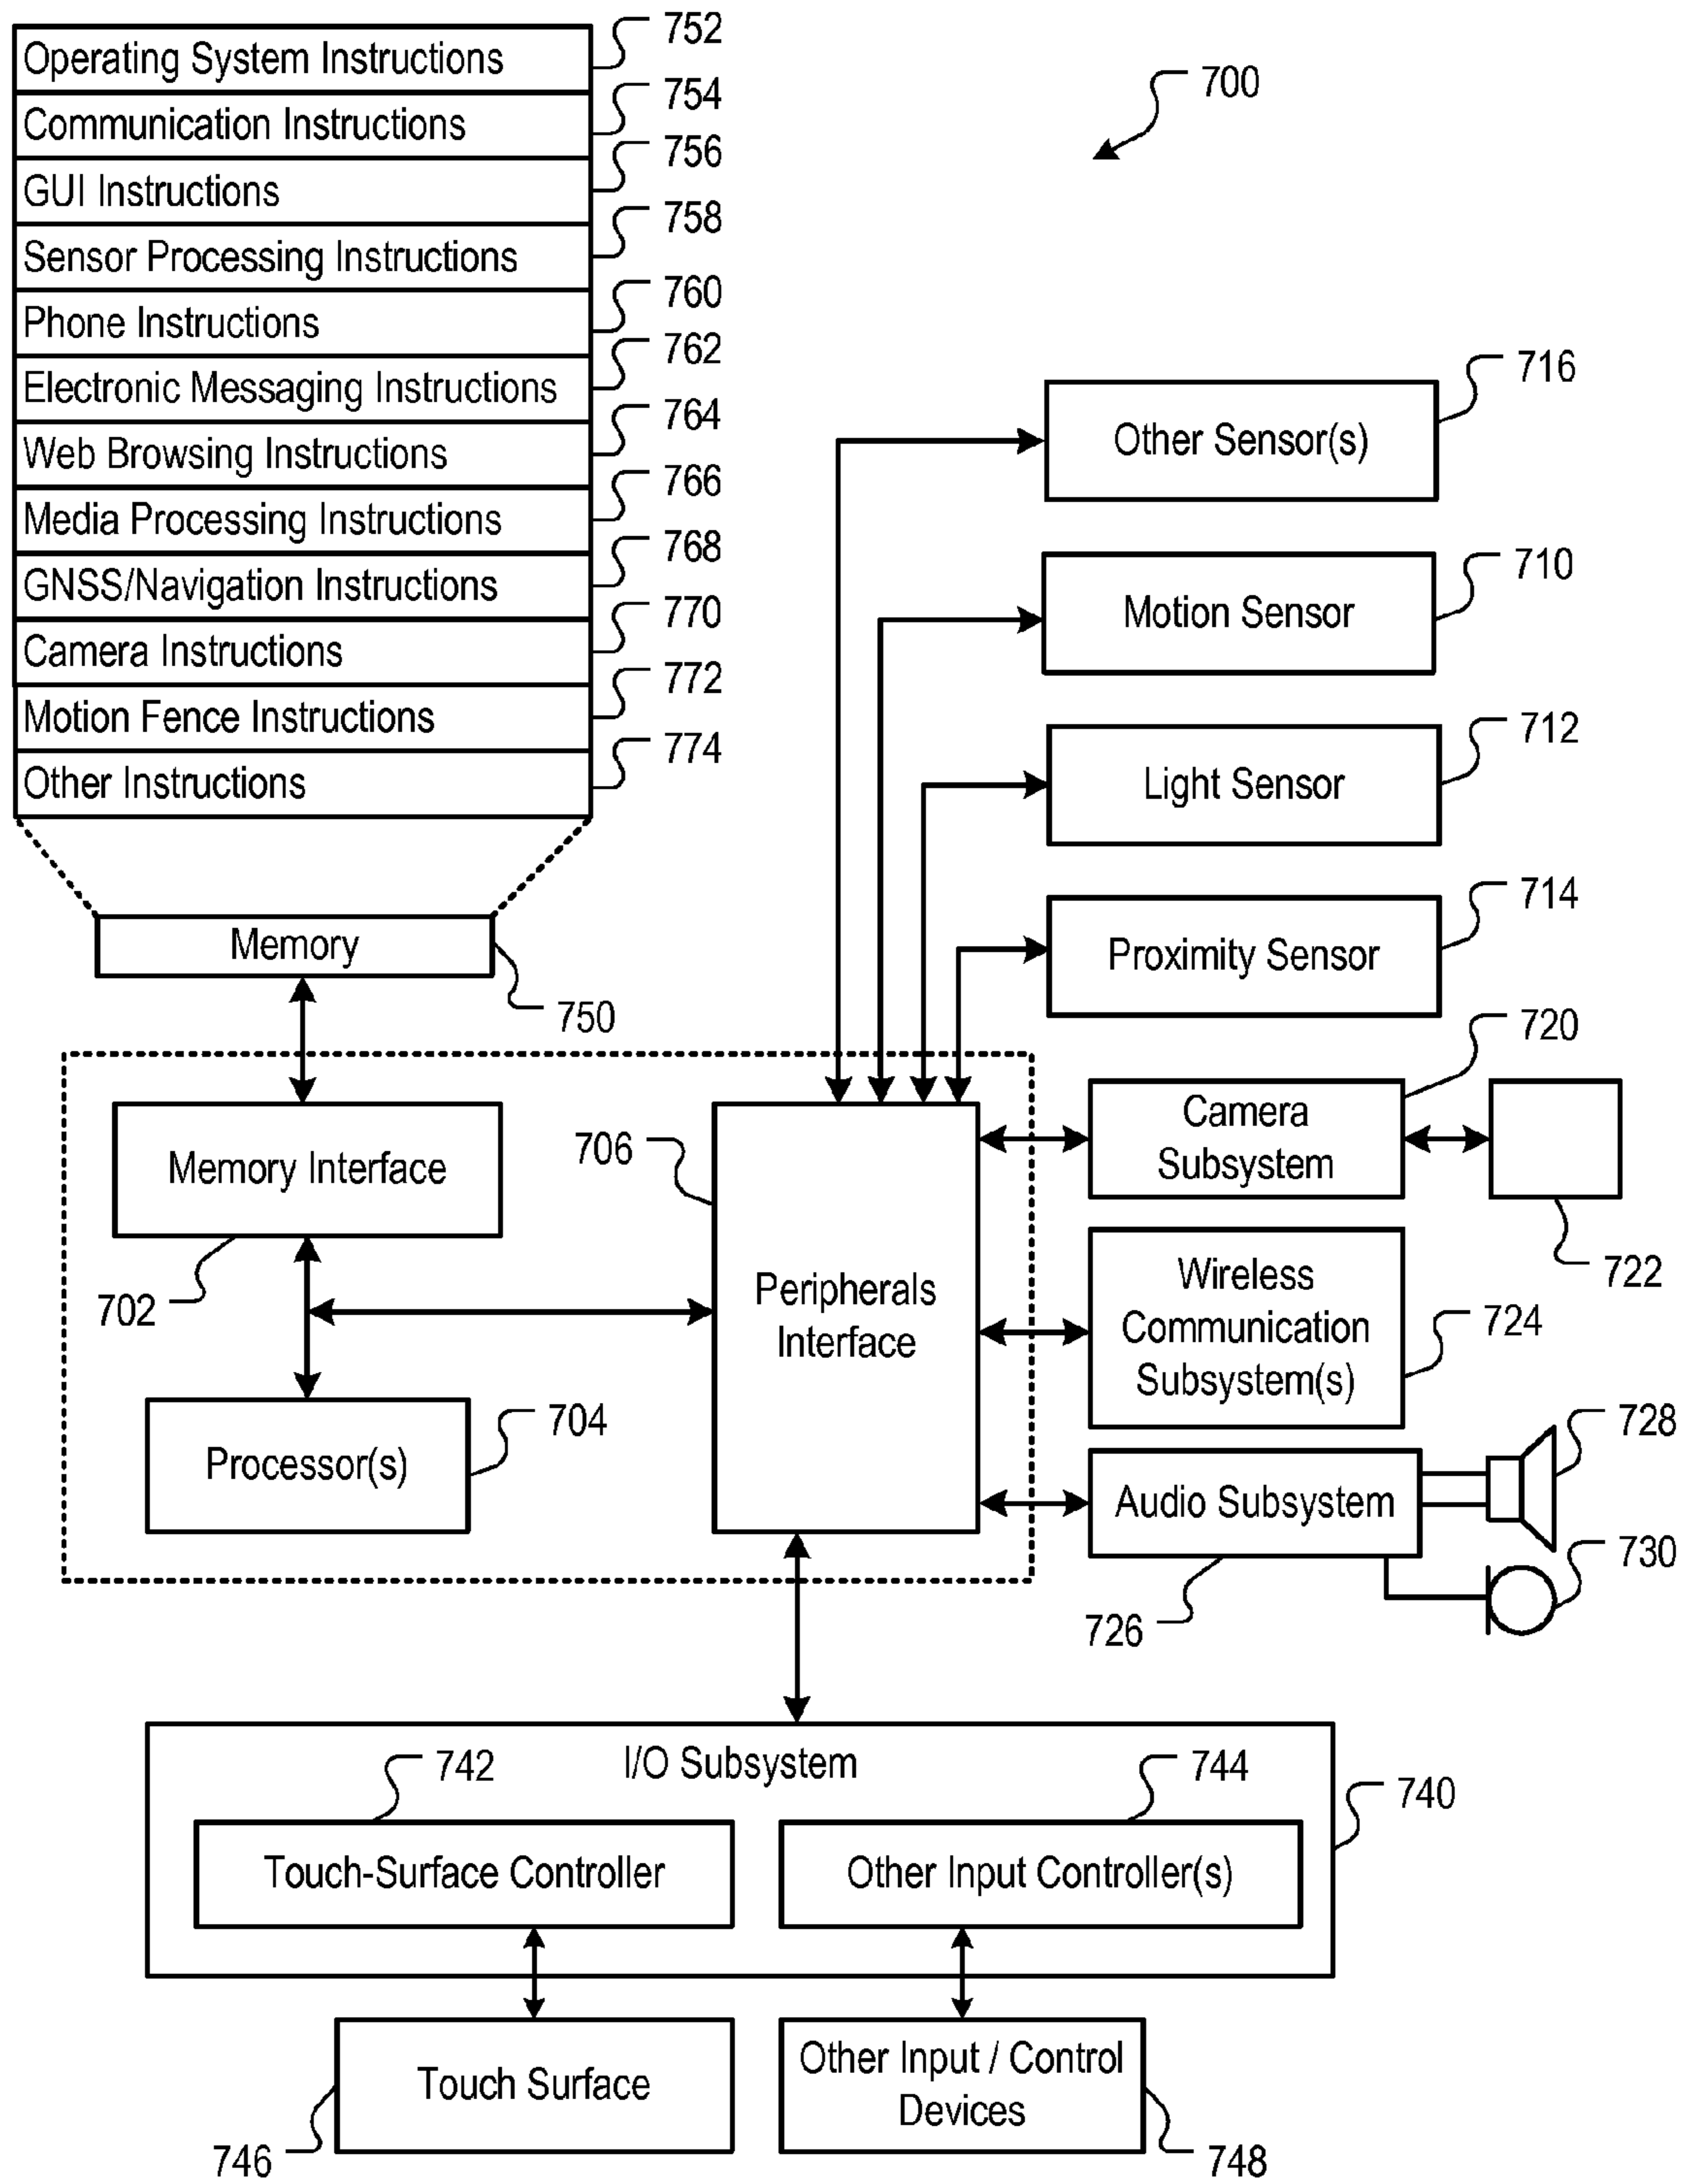 752
Operating System Instructions
754
Communication Instructions
756
GUI Instructions
758
Sensor Processing Instructions
760
Phone Instructions
762
Electronic Messaging Instructions
764
Web Browsing Instructions
766
Media Processing Instructions
768
GNSS/Navigation Instructions
770
Camera Instructions
772
Motion Fence Instructions
774
Other Instructions
Memory
750
700
716
Other Sensor(s)
710
Motion Sensor
712
Light Sensor
714
Proximity Sensor
720
Camera
Subsystem
722
706
Memory Interface
702
Peripherals
Interface
Wireless
Communication
Subsystem(s)
724
704
Processor(s)
728
Audio Subsystem
730
726
I/O Subsystem
742
744
740
Touch-Surface Controller
Other Input Controller(s)
Touch Surface
Other Input / Control
Devices
746
748